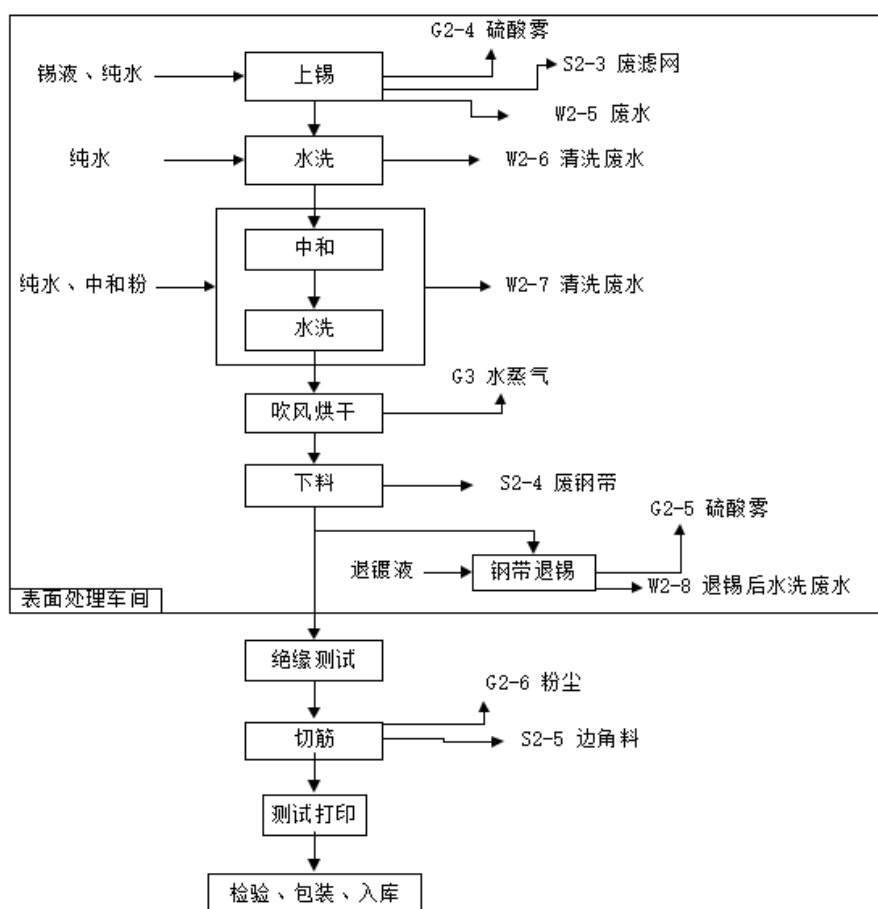 G2-4 硫酸雾
锡液、纯水
上锡
S2-3 废滤网
W2-5 废水
纯水
水洗
W2-6 清洗废水
中和
纯水、中和粉
W2-7 清洗废水
水洗
G3 水蒸气
吹风烘干
下料
S2-4 废钢带
G2-5 硫酸雾
退镀液
钢带退锡
W2-8 退锡后水洗废水
表面处理车间
绝缘测试
G2-6 粉尘
切筋
S2-5 边角料
测试打印
检验、包装、入库